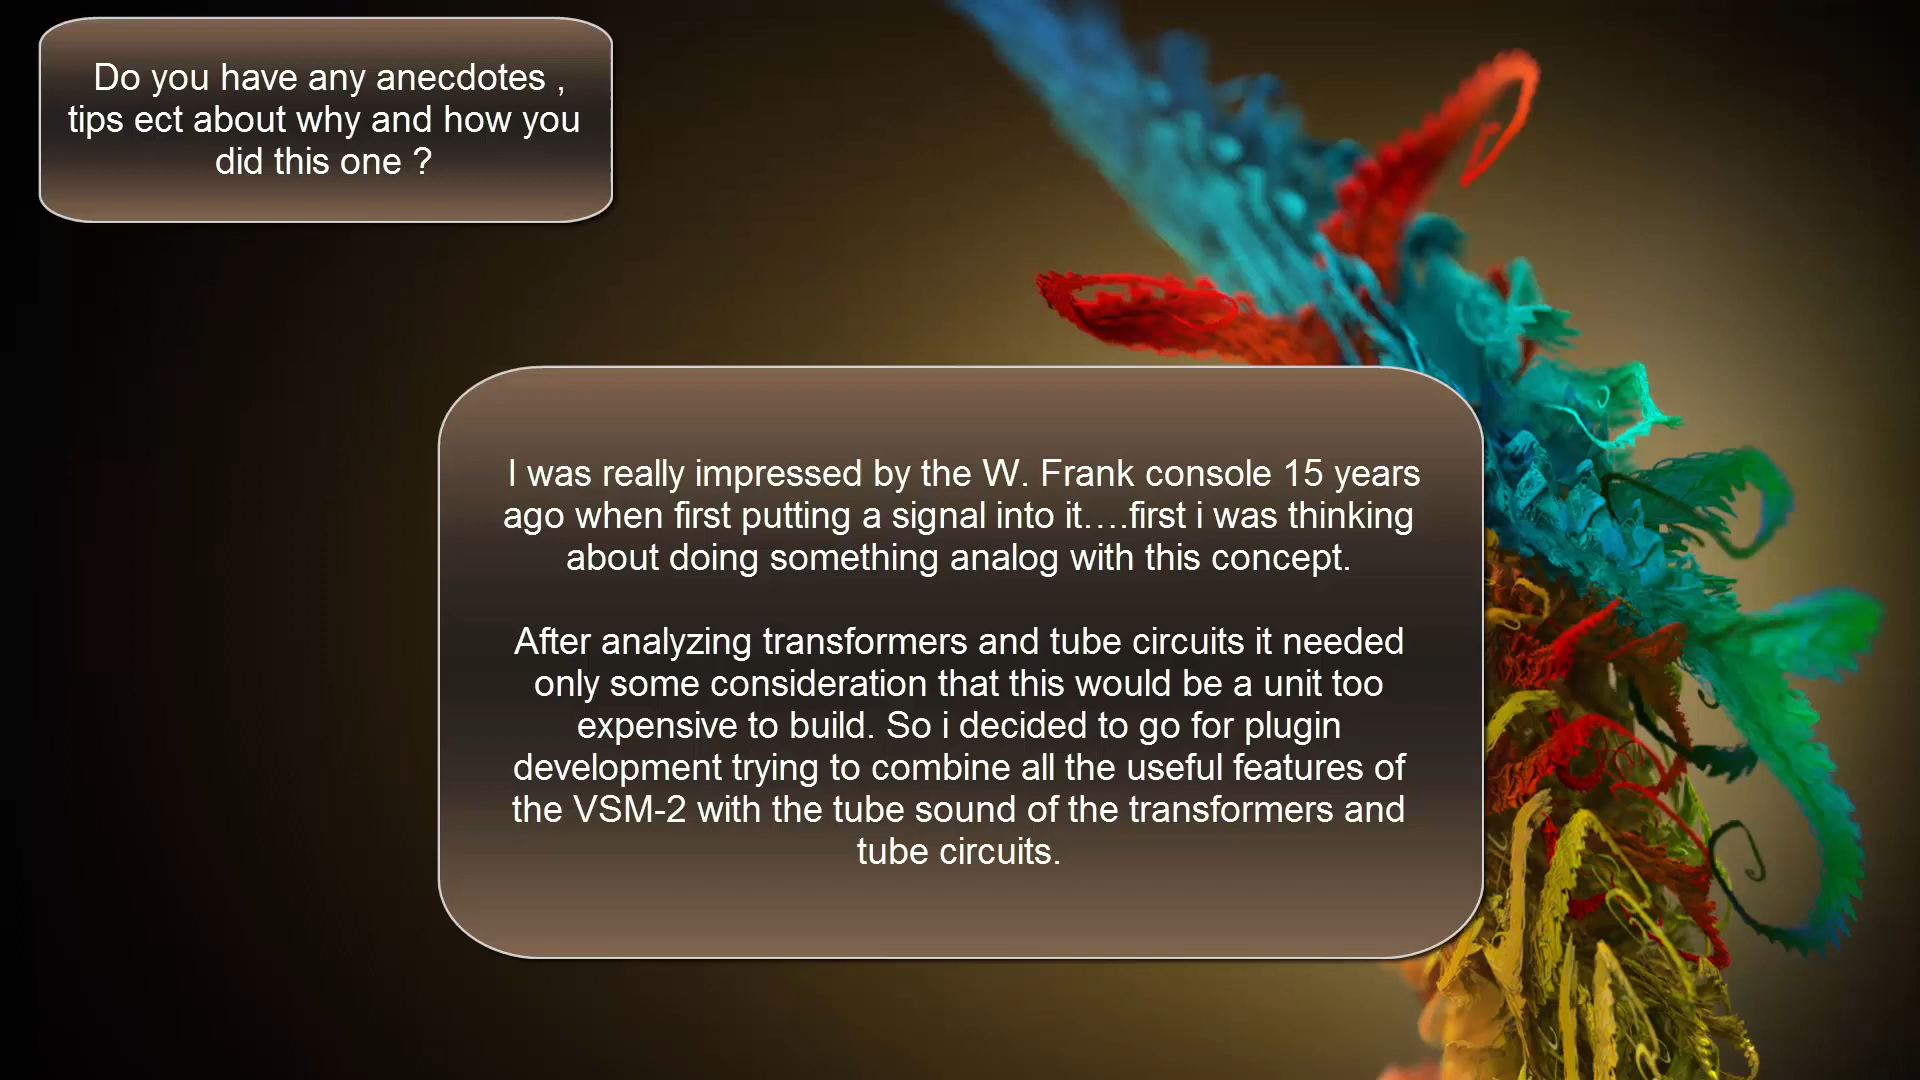 Do you have any anecdotes ,
tips ect about why and how you
did this one ?
I was really impressed by the W. Frank console 15 years
ago when first putting a signal into it….first i was thinking
about doing something analog with this concept.
After analyzing transformers and tube circuits it needed
only some consideration that this would be a unit too
expensive to build. So i decided to go for plugin
development trying to combine all the useful features of
the VSM-2 with the tube sound of the transformers and
tube circuits.